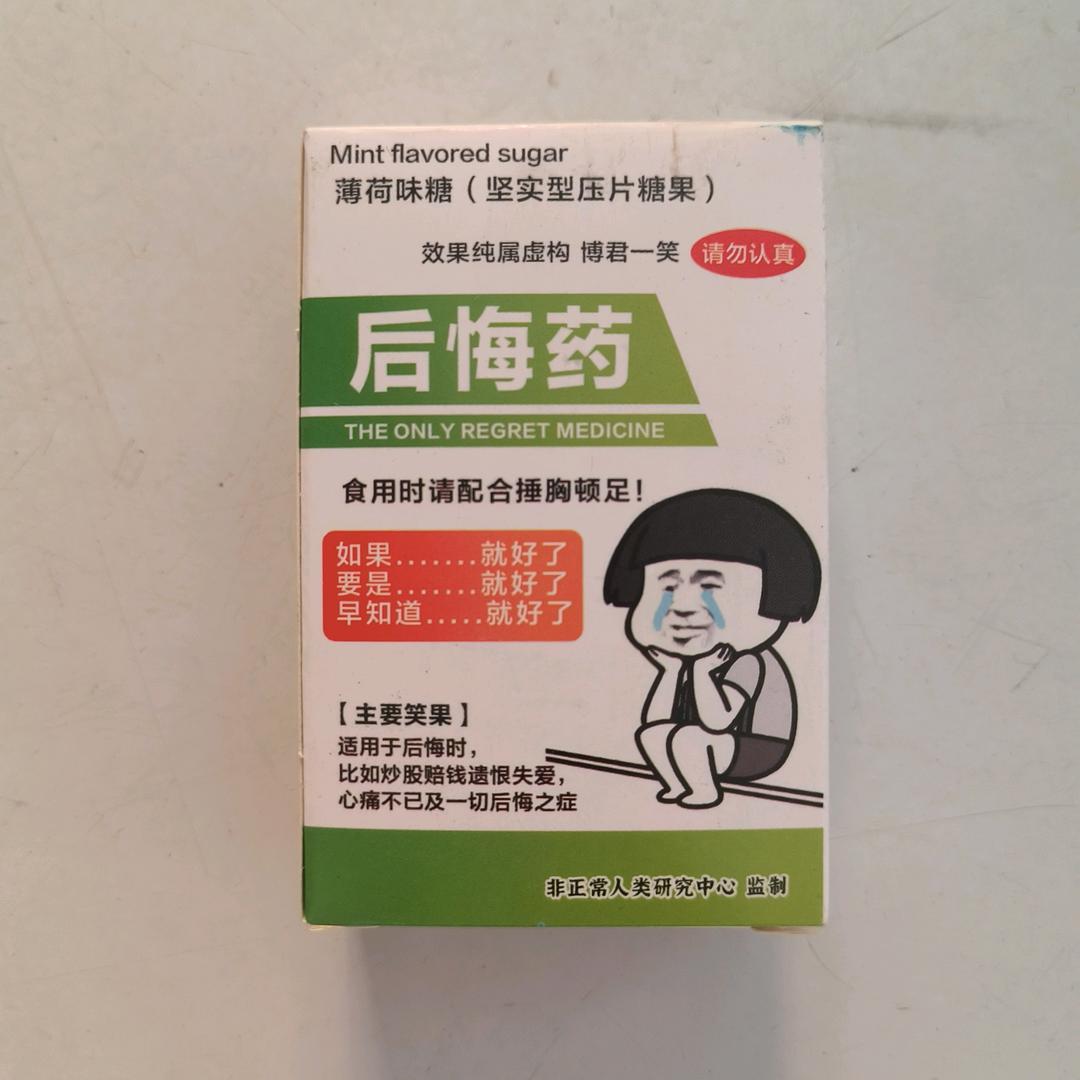 Mint flavored sugar
薄荷味糖（坚实型压片糖果）
效果纯属虚构 博君一笑 请勿认真
后悔药
THE ONLY REGRET MEDICINE
食用时请配合捶胸顿足！
如果.......就好了
要是.......就好了
早知道.....就好了
【主要笑果】
适用于后悔时，
比如炒股赔钱遗恨失爱，
心痛不已及一切后悔之症
非正常人类研究中心 监制